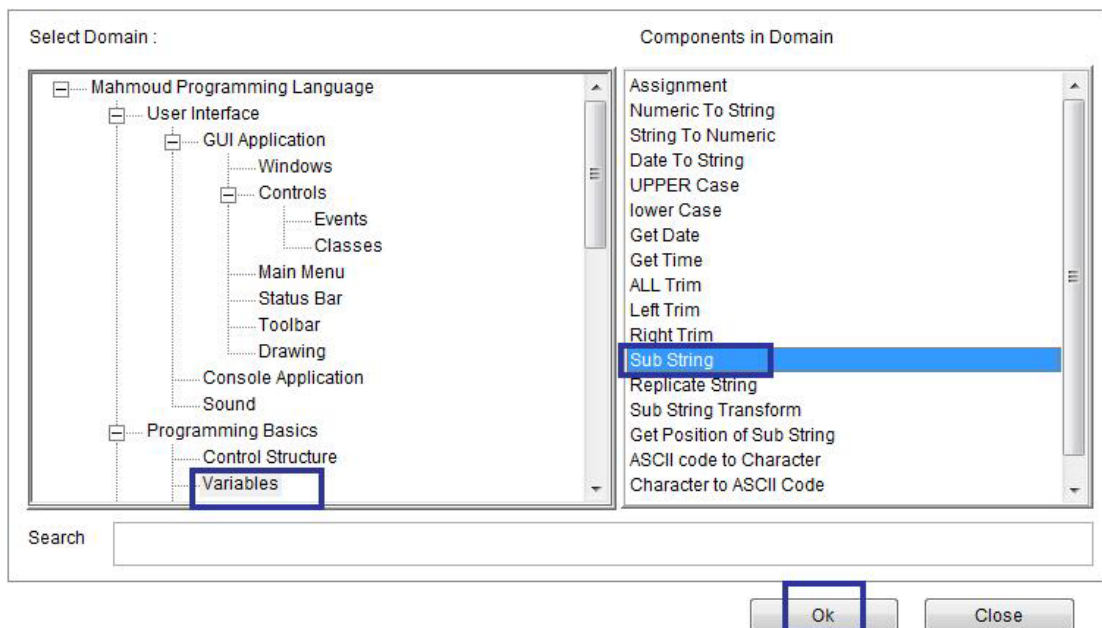 Select Domain :
Components in Domain
Mahmoud Programming Language
User Interface
GUI Application
Windows
Controls
Events
Classes
Main Menu
Status Bar
Toolbar
Drawing
Console Application
Sound
Programming Basics
Control Structure
Variables
Assignment
Numeric To String
String To Numeric
Date To String
UPPER Case
lower Case
Get Date
Get Time
ALL Trim
Left Trim
Right Trim
Sub String
Replicate String
Sub String Transform
Get Position of Sub String
ASCII code to Character
Character to ASCII Code
Search
Ok
Close